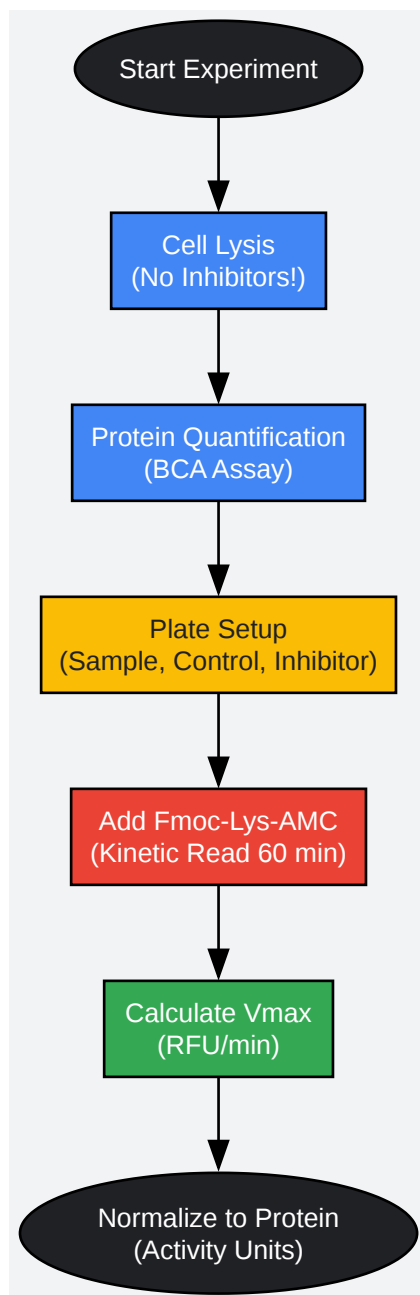 Start Experiment
Cell Lysis
(No Inhibitors!)
Protein Quantification
(BCA Assay)
Plate Setup
(Sample, Control, Inhibitor)
Add Fmoc-Lys-AMC
(Kinetic Read 60 min)
Calculate Vmax
(RFU/min)
Normalize to Protein
(Activity Units)